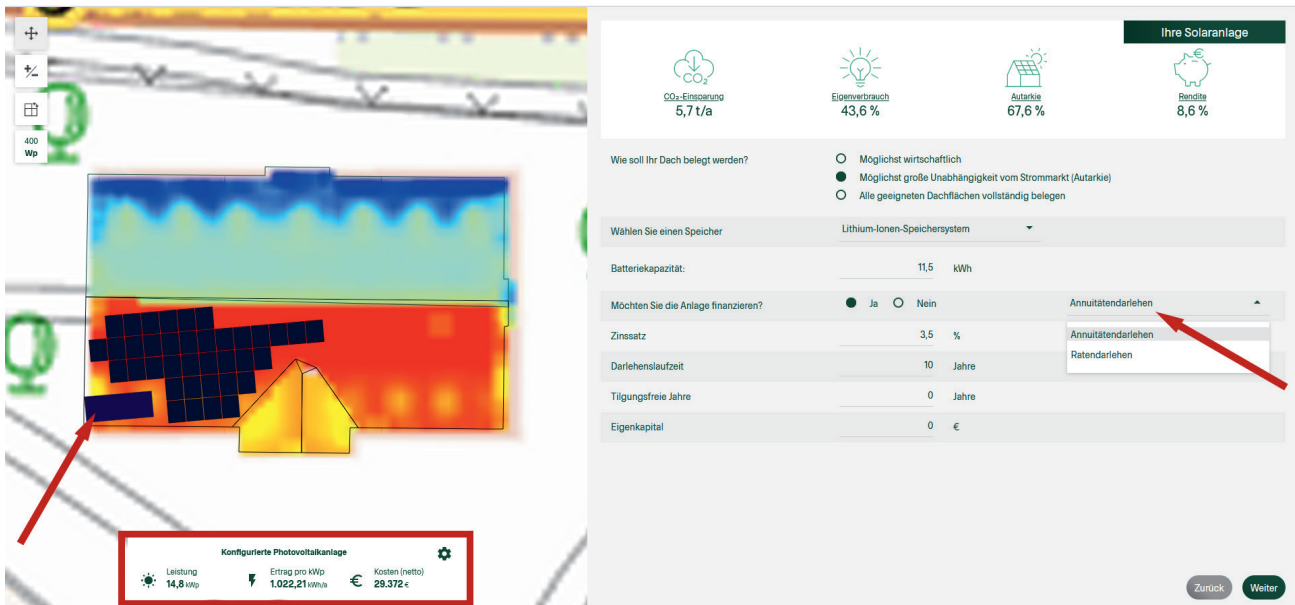 400
Wp
Konfigurierte Photovoltaikanlage
Leistung
14,8 kWp
Ertrag pro kWp
1.022,21 kWh/a
Kosten (netto)
29.372 €
Ihre Solaranlage
CO₂
CO₂-Einsparung
5,7 t/a
Eigenverbrauch
43,6 %
Autarkie
67,6 %
€
Rendite
8,6 %
Wie soll Ihr Dach belegt werden?
Möglichst wirtschaftlich
Möglichst große Unabhängigkeit vom Strommarkt (Autarkie)
Alle geeigneten Dachflächen vollständig belegen
Wählen Sie einen Speicher
Lithium-Ionen-Speichersystem
Batteriekapazität:
11,5 kWh
Möchten Sie die Anlage finanzieren?
Ja
Nein
Annuitätendarlehen
Annuitätendarlehen
Ratendarlehen
Zinssatz
3,5 %
Darlehenslaufzeit
10 Jahre
Tilgungsfreie Jahre
0 Jahre
Eigenkapital
0 €
Zurück
Weiter